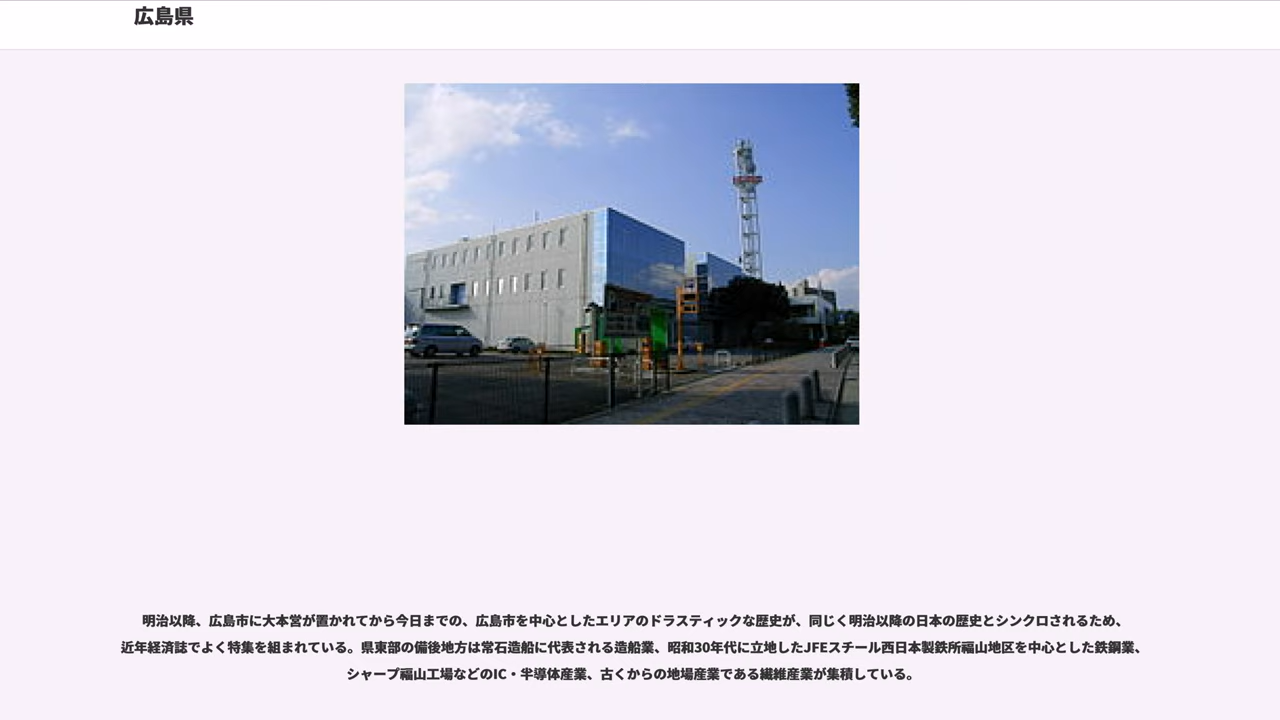 広島県
明治以降、広島市に大本営が置かれてから今日までの、広島市を中心としたエリアのドラスティックな歴史が、同じく明治以降の日本の歴史とシンクロされるため、
近年経済誌でよく特集を組まれている。県東部の備後地方は常石造船に代表される造船業、昭和30年代に立地したJFEスチール西日本製鉄所福山地区を中心とした鉄鋼業、
シャープ福山工場などのIC・半導体産業、古くからの地場産業である繊維産業が集積している。